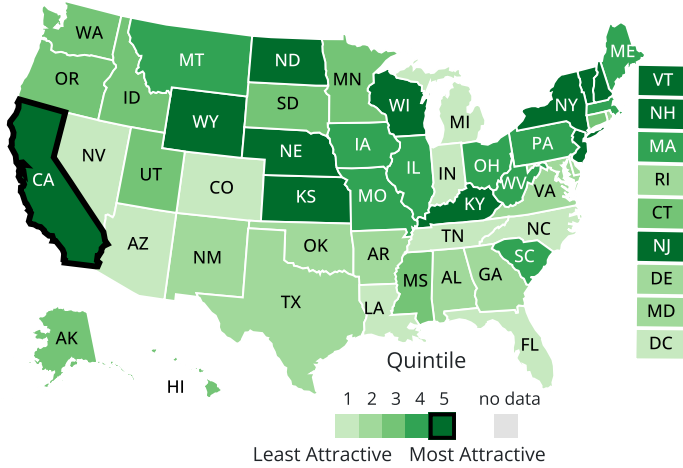 WA
MT
ND
MN
ME
OR
ID
SD
WI
NY
VT
WY
NH
NV
NE
IA
MI
PA
MA
CA
UT
CO
KS
MO
IL
IN
OH
WV
VA
RI
KY
CT
AZ
NM
OK
AR
TN
NC
NJ
SC
TX
LA
MS
AL
GA
DE
MD
AK
FL
DC
HI
Quintile
1 2 3 4 5 no data
Least Attractive Most Attractive